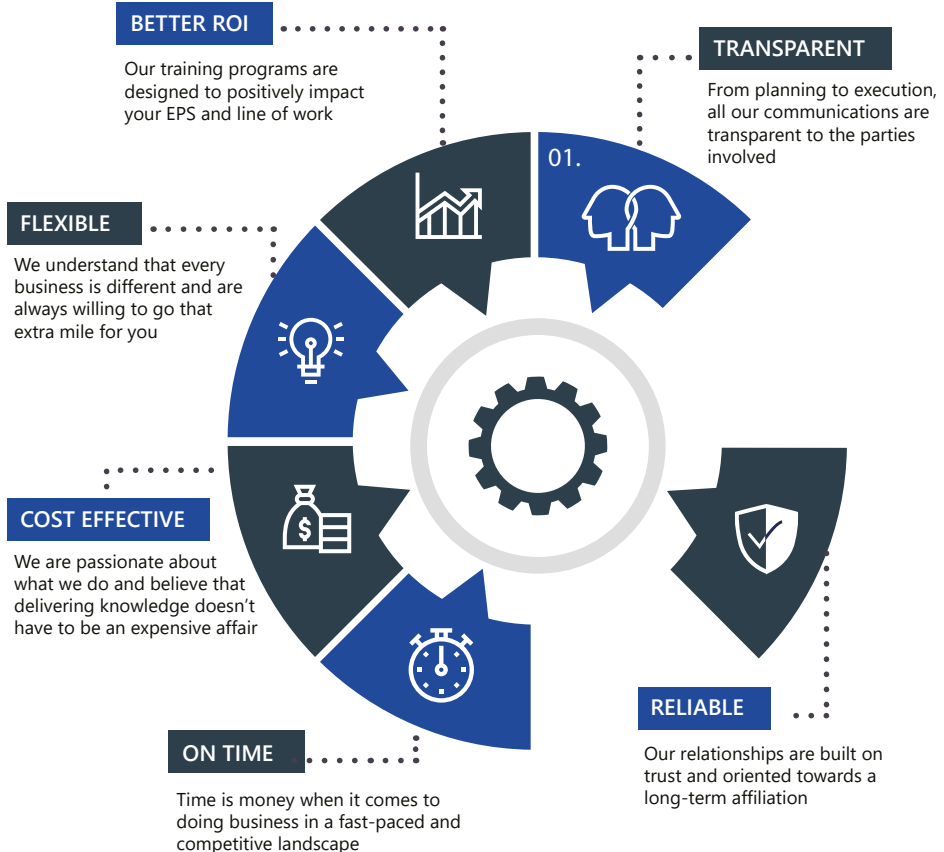 BETTER ROI
Our training programs are
designed to positively impact
your EPS and line of work
TRANSPARENT
From planning to execution,
all our communications are
transparent to the parties
involved
01.
FLEXIBLE
We understand that every
business is different and are
always willing to go that
extra mile for you
$
COST EFFECTIVE
We are passionate about
what we do and believe that
delivering knowledge doesn’t
have to be an expensive affair
RELIABLE
Our relationships are built on
trust and oriented towards a
long-term affiliation
ON TIME
Time is money when it comes to
doing business in a fast-paced and
competitive landscape